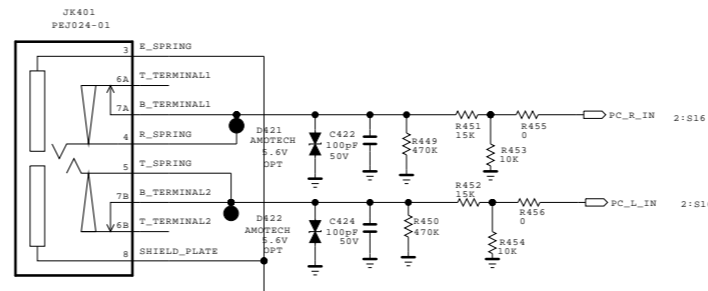 JK401
PEJ024-01
3 E_SPRING
6A T_TERMINAL1
7A B_TERMINAL1
4 R_SPRING
5 T_SPRING
7B B_TERMINAL2
6B T_TERMINAL2
8 SHIELD_PLATE
D421
AMOTECH
5.6V
OPT
C422
100pF
50V
R449
470K
R451
15K
R453
10K
R455
0
PC_R_IN 2:S16
D422
AMOTECH
5.6V
OPT
C424
100pF
50V
R450
470K
R452
15K
R454
10K
R456
0
PC_L_IN 2:S1